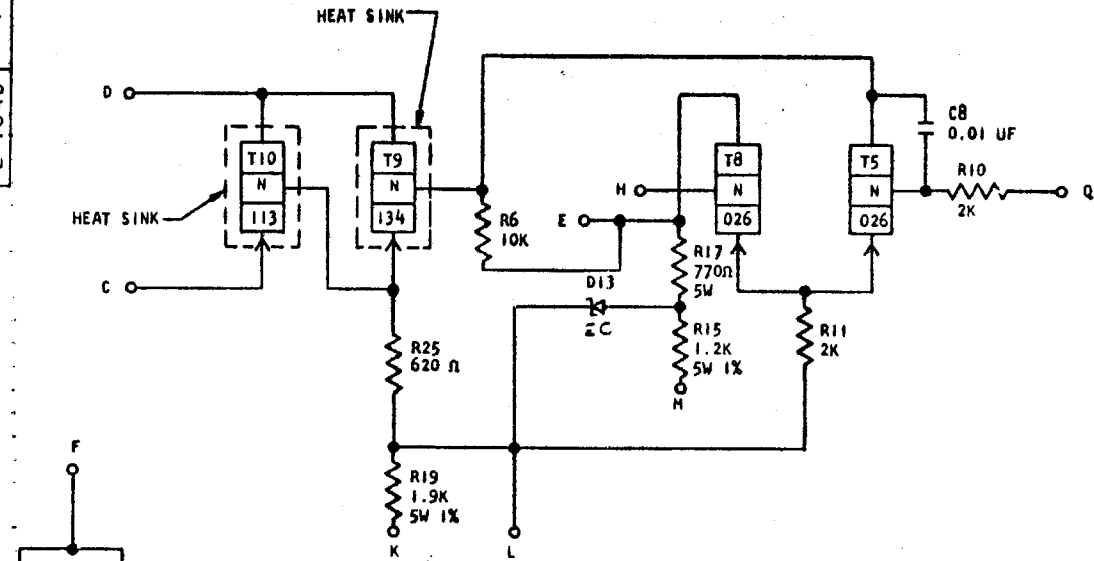 HEAT SINK
D
C8
0.01 UF
T10
N
113
T9
N
134
T8
N
026
T5
N
026
R10
2K
Q
H
HEAT SINK
R6
10K
E
R17
770Ω
5W
C
D13
ZC
R15
1.2K
5W 1%
M
R11
2K
R25
620 Ω
F
R19
1.9K
5W 1%
K
L